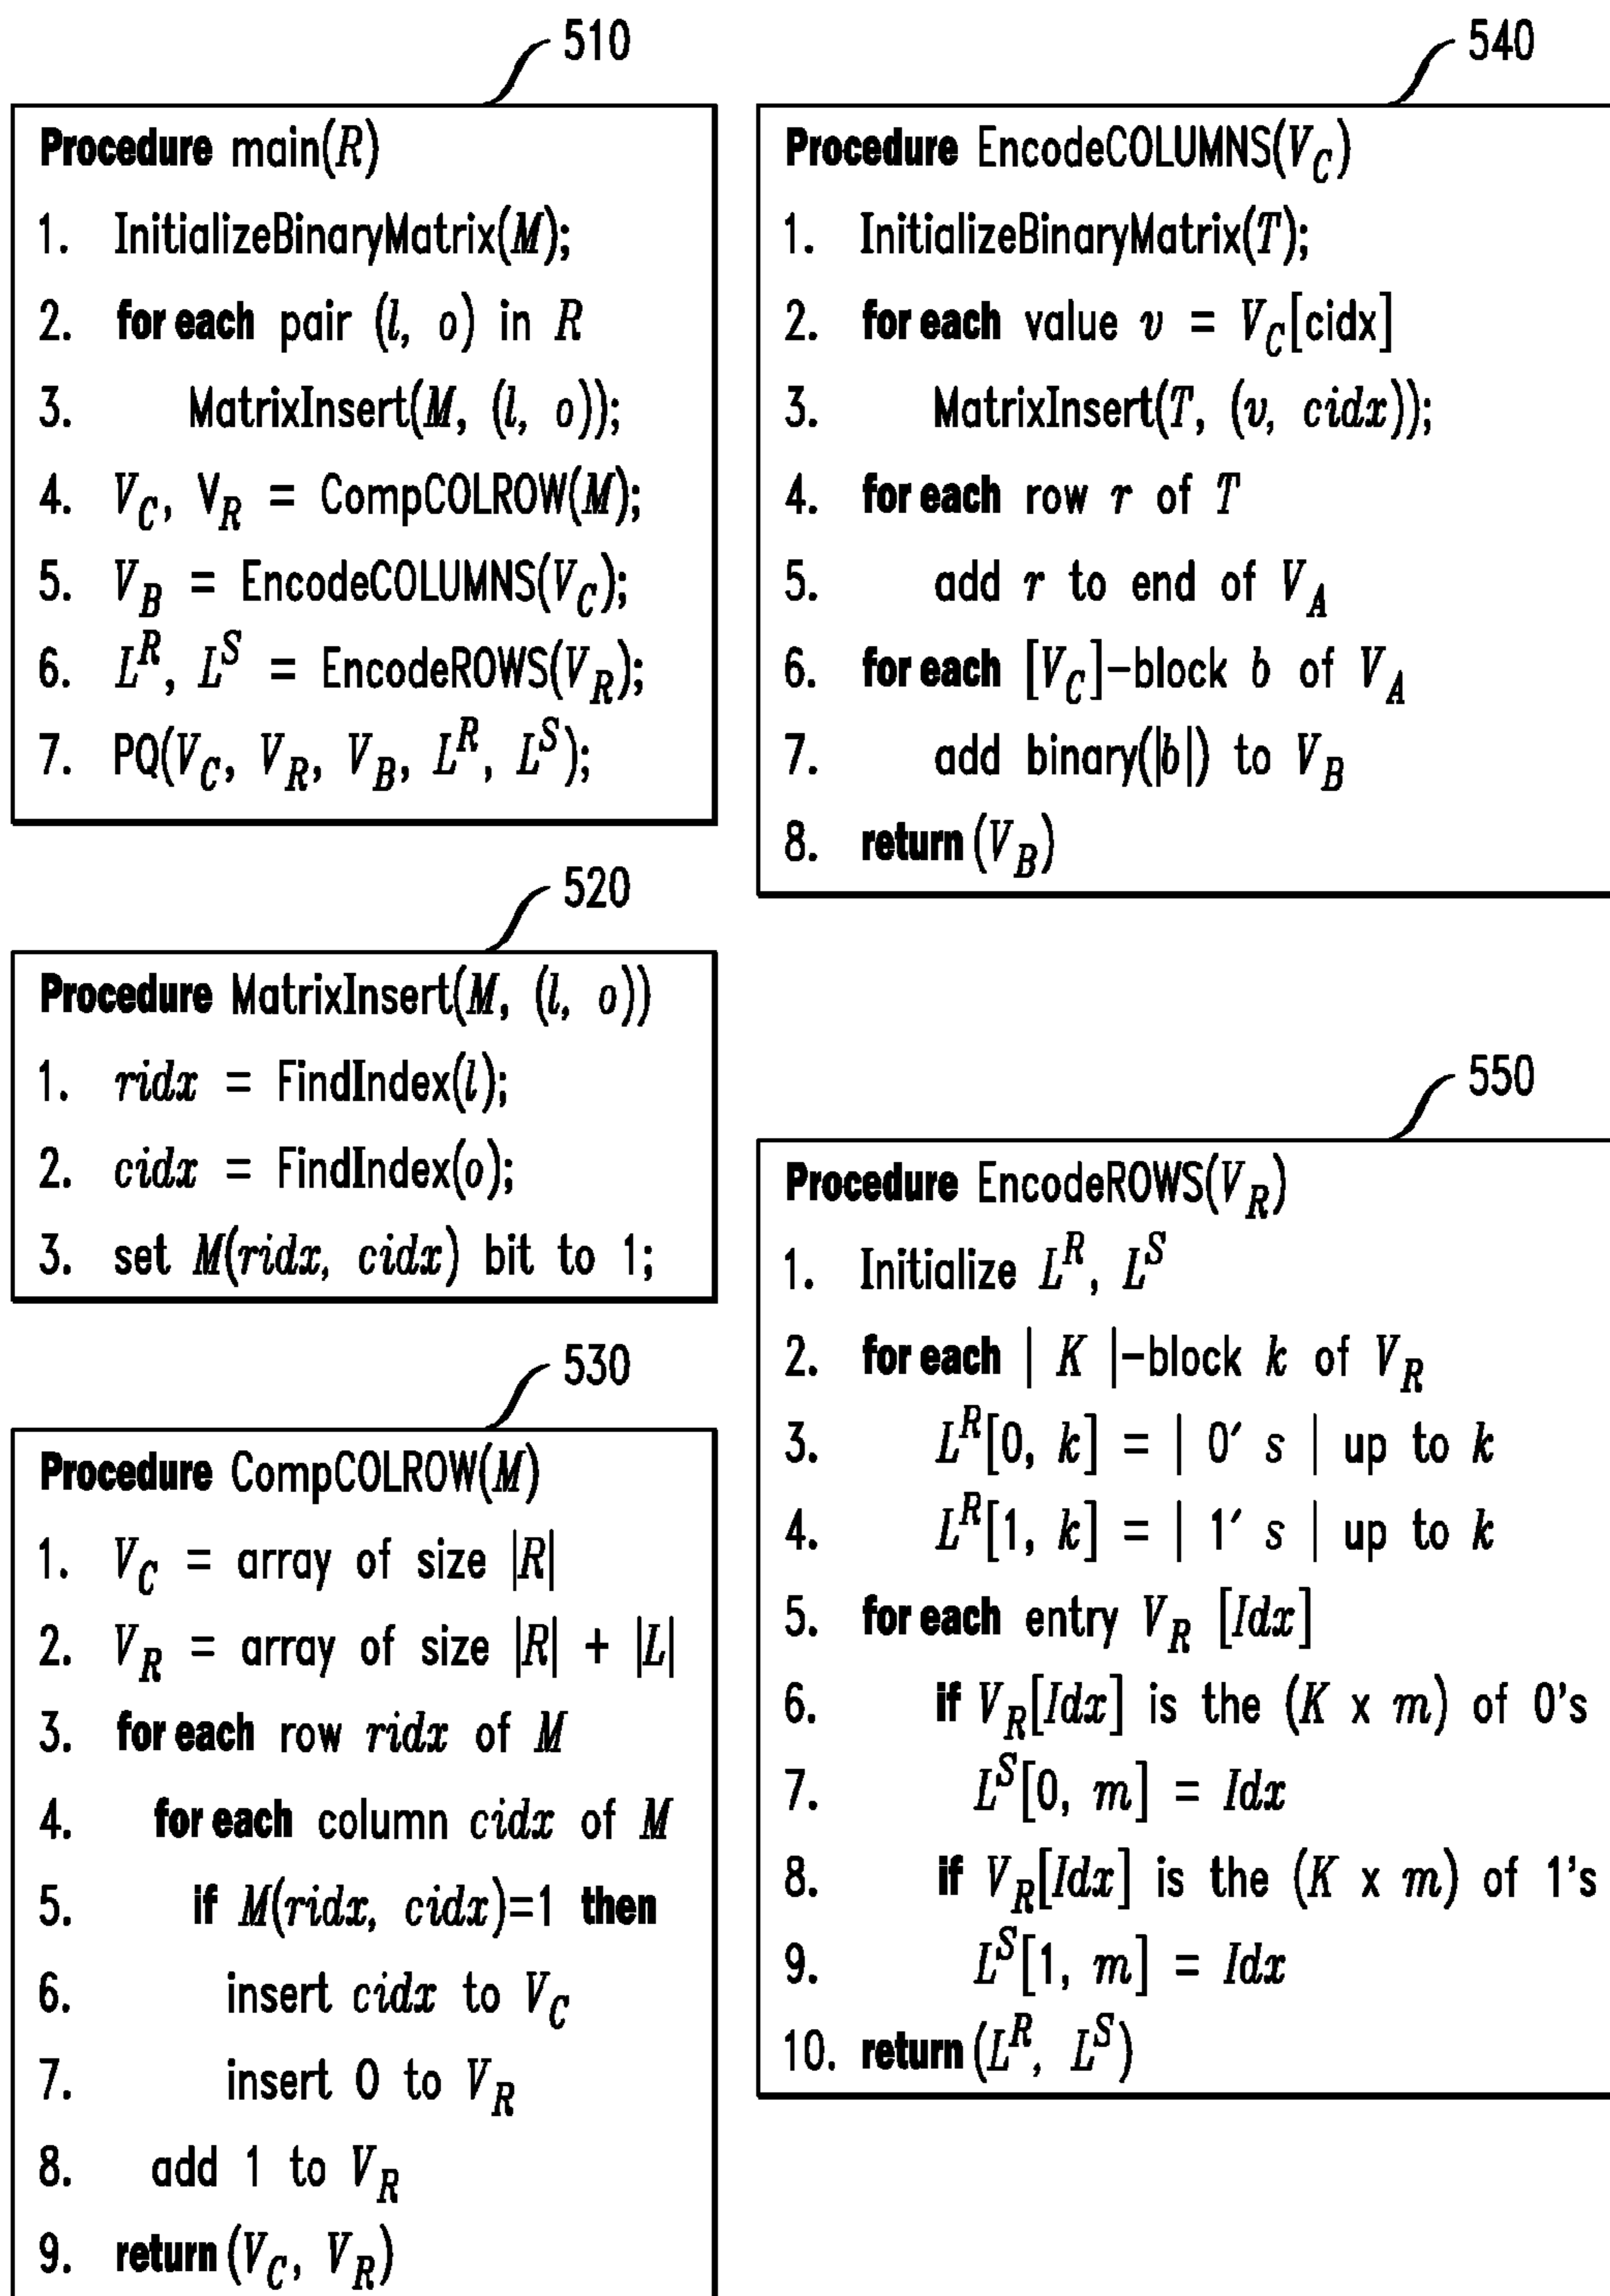 510
Procedure main(R)
1. InitializeBinaryMatrix(M);
2. for each pair (l, o) in R
3. MatrixInsert(M, (l, o));
4. V_C, V_R = CompCOLROW(M);
5. V_B = EncodeCOLUMNS(V_C);
6. L^R, L^S = EncodeROWS(V_R);
7. PQ(V_C, V_R, V_B, L^R, L^S);
520
Procedure MatrixInsert(M, (l, o))
1. ridx = FindIndex(l);
2. cidx = FindIndex(o);
3. set M(ridx, cidx) bit to 1;
530
Procedure CompCOLROW(M)
1. V_C = array of size |R|
2. V_R = array of size |R| + |L|
3. for each row ridx of M
4. for each column cidx of M
5. if M(ridx, cidx)=1 then
6. insert cidx to V_C
7. insert 0 to V_R
8. add 1 to V_R
9. return (V_C, V_R)
540
Procedure EncodeCOLUMNS(V_C)
1. InitializeBinaryMatrix(T);
2. for each value v = V_C[cidx]
3. MatrixInsert(T, (v, cidx));
4. for each row r of T
5. add r to end of V_A
6. for each [V_C]-block b of V_A
7. add binary(|b|) to V_B
8. return (V_B)
550
Procedure EncodeROWS(V_R)
1. Initialize L^R, L^S
2. for each | K |-block k of V_R
3. L^R[0, k] = | 0′ s | up to k
4. L^R[1, k] = | 1′ s | up to k
5. for each entry V_R [Idx]
6. if V_R[Idx] is the (K x m) of 0's
7. L^S[0, m] = Idx
8. if V_R[Idx] is the (K x m) of 1's
9. L^S[1, m] = Idx
10. return (L^R, L^S)